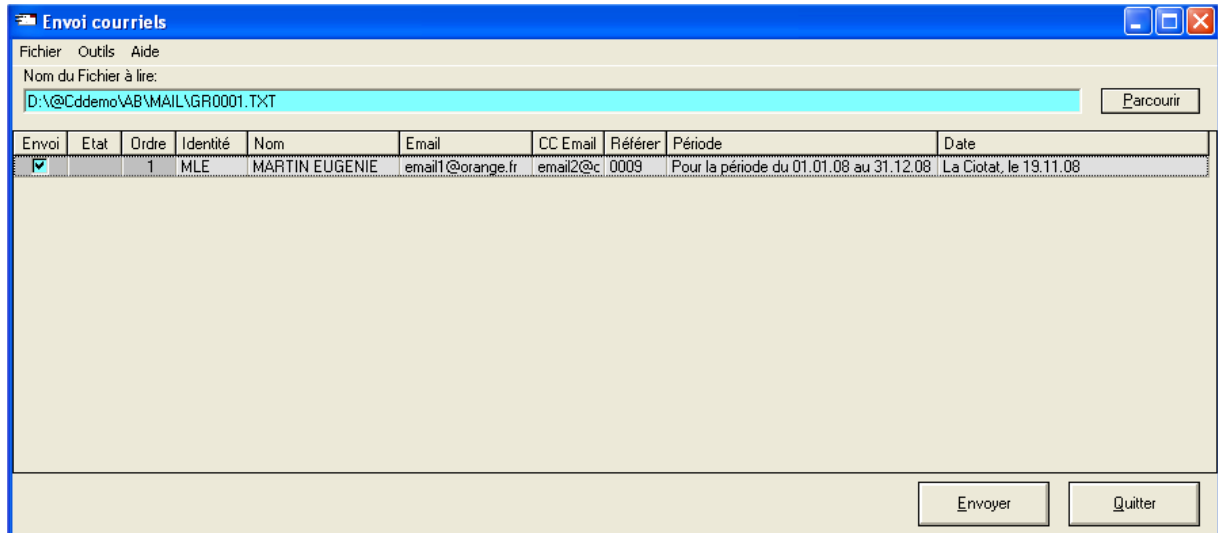 Envoi courriels
Fichier Outils Aide
Nom du Fichier à lire:
D:\@Cddemo\AB\MAIL\GR0001.TXT Parcourir
Envoi Etat Ordre Identité Nom Email CC Email Référer Période Date
1 MLE MARTIN EUGENIE email1@orange.fr email2@c 0009 Pour la période du 01.01.08 au 31.12.08 La Ciotat, le 19.11.08
Envoyer Quitter